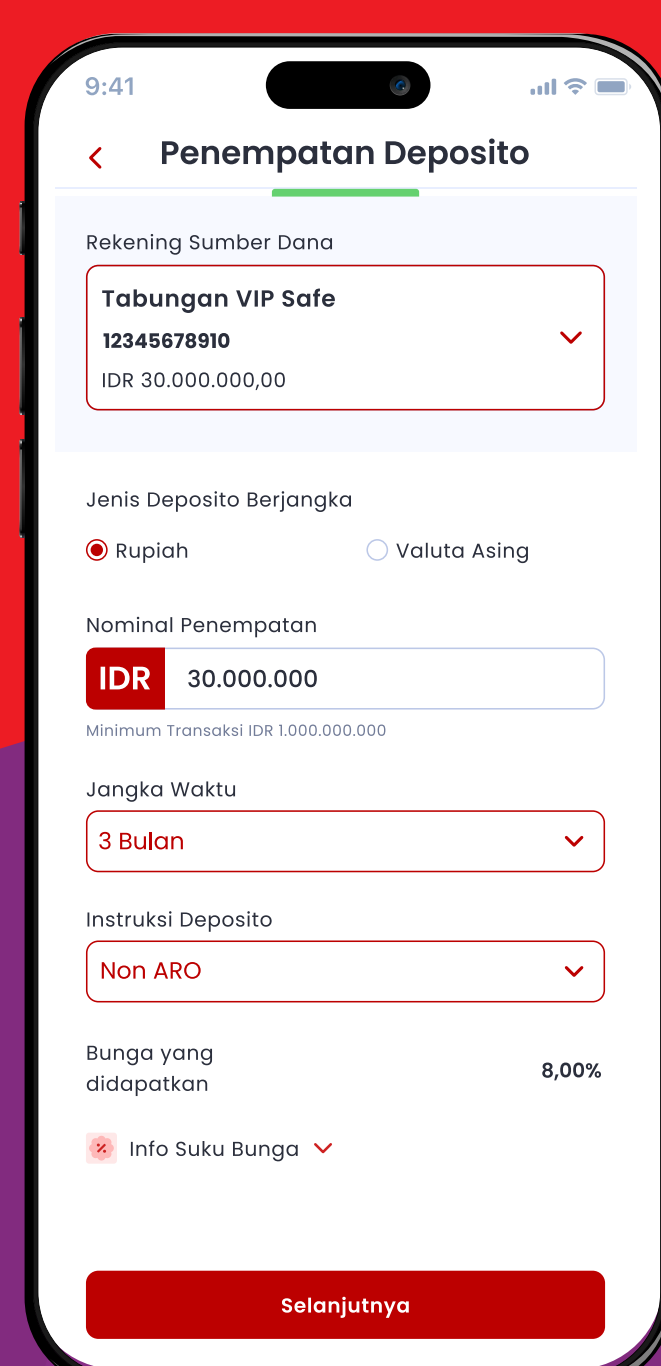 9:41
Penempatan Deposito
Rekening Sumber Dana
Tabungan VIP Safe
12345678910
IDR 30.000.000,00
Jenis Deposito Berjangka
Rupiah Valuta Asing
Nominal Penempatan
IDR 30.000.000
Minimum Transaksi IDR 1.000.000.000
Jangka Waktu
3 Bulan
Instruksi Deposito
Non ARO
Bunga yang
didapatkan
8,00%
% Info Suku Bunga
Selanjutnya